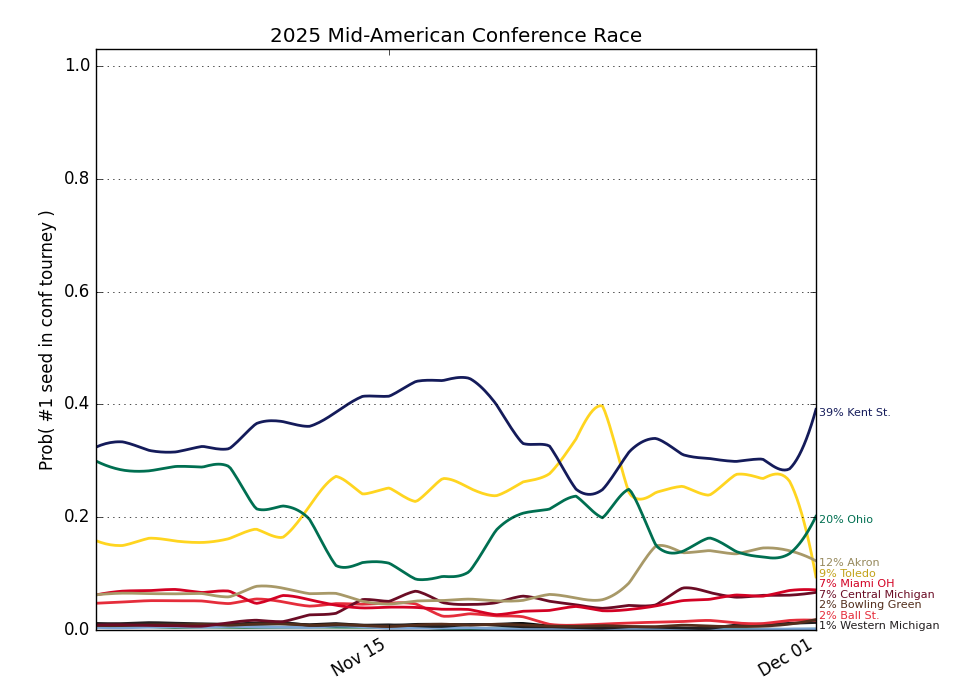 2025 Mid-American Conference Race
Prob( #1 seed in conf tourney )
1.0
0.8
0.6
0.4
0.2
0.0
Nov 15
Dec 01
39% Kent St.
20% Ohio
12% Akron
9% Toledo
7% Miami OH
7% Central Michigan
2% Bowling Green
2% Ball St.
1% Western Michigan